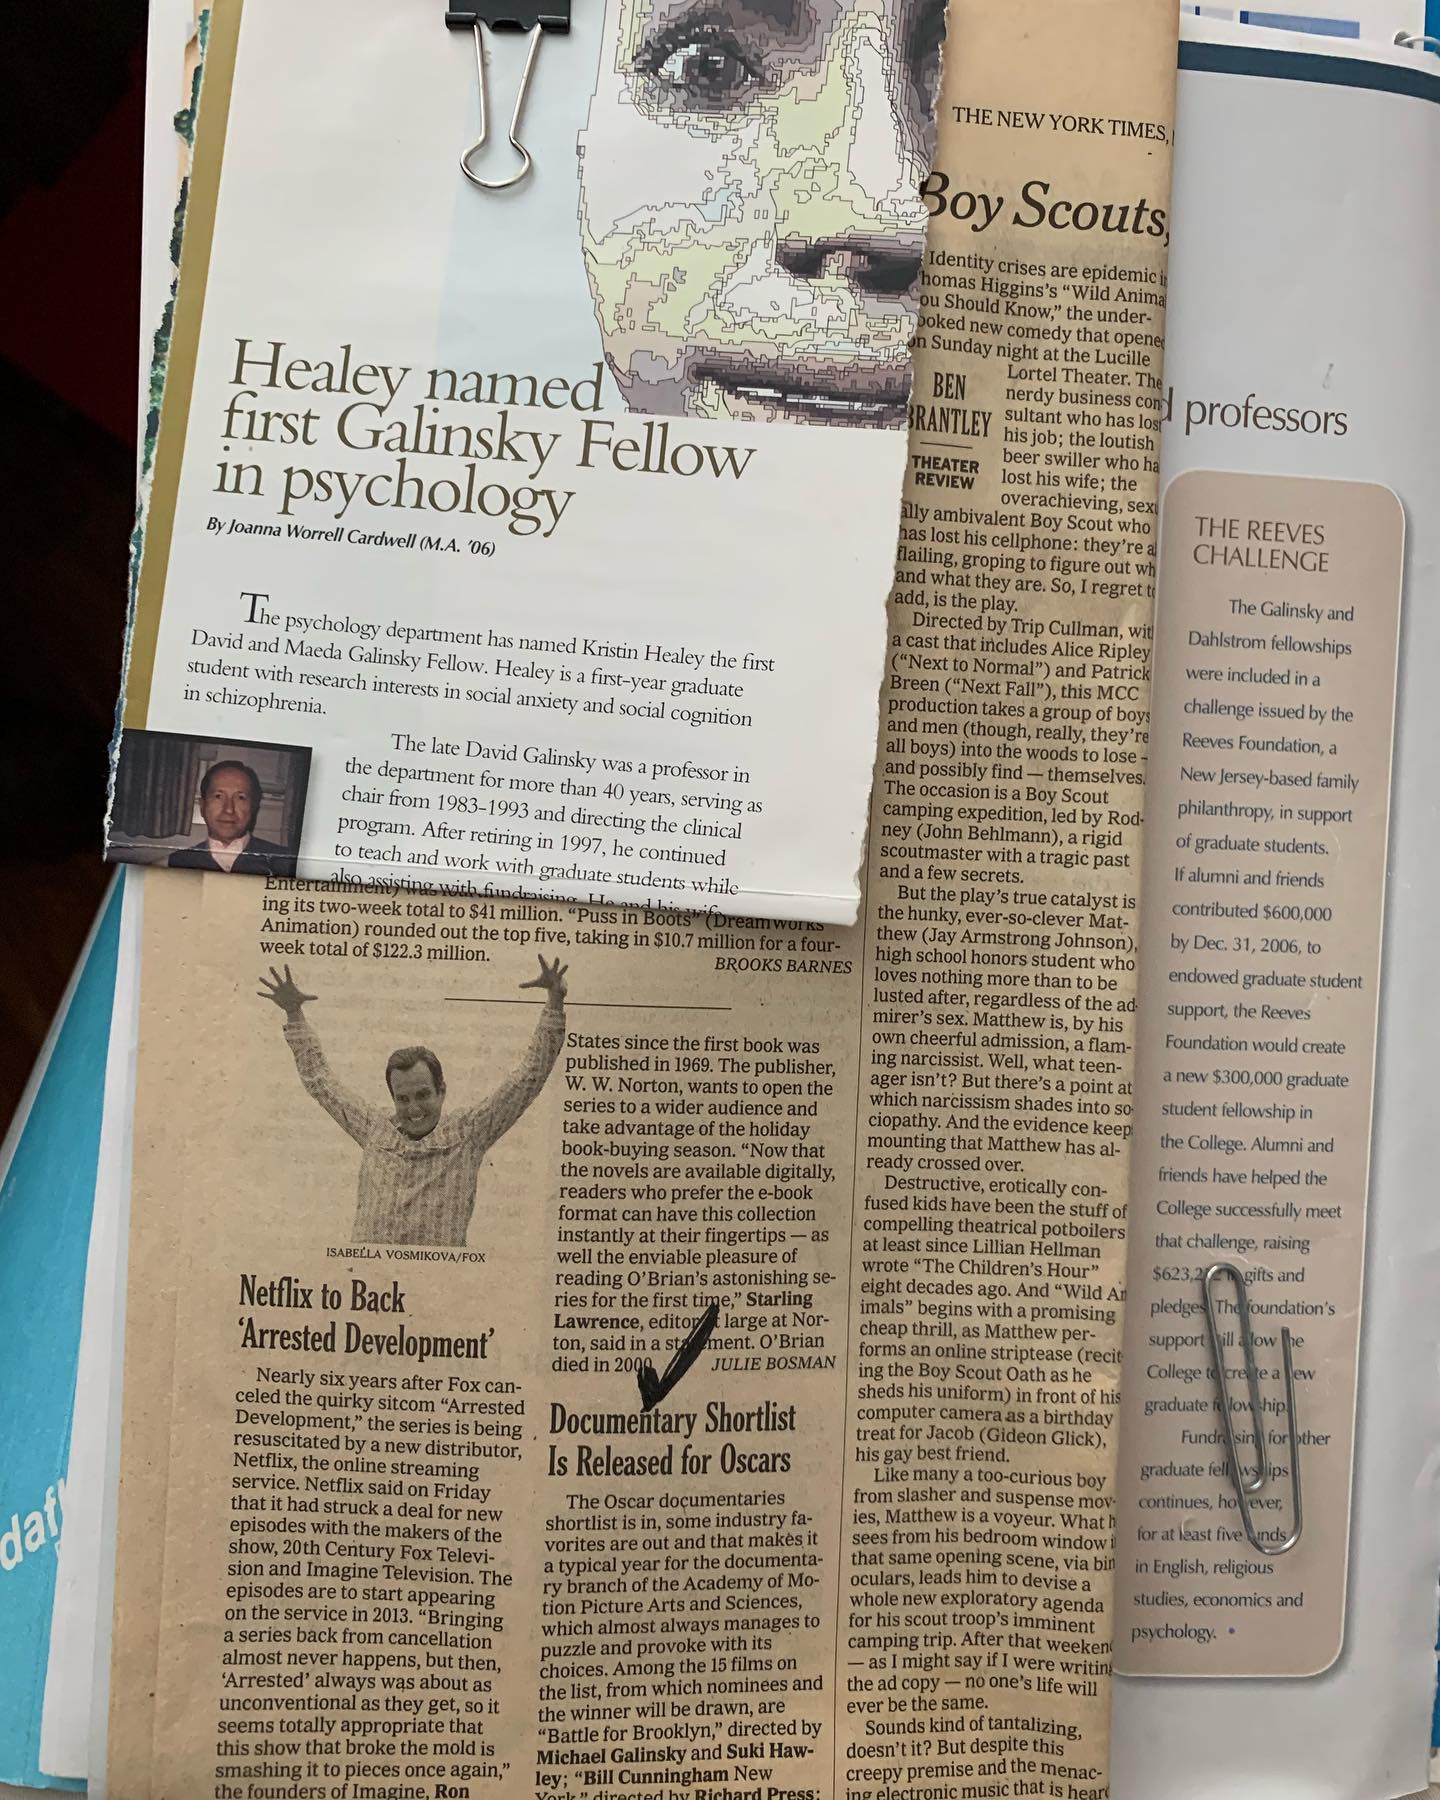 Healey named
first Galinsky Fellow
in psychology
By Joanna Worrell Cardwell (M.A. '06)
The psychology department has named Kristin Healey the first
David and Maeda Galinsky Fellow. Healey is a first-year graduate
student with research interests in social anxiety and social cognition
in schizophrenia.
The late David Galinsky was a professor in
the department for more than 40 years, serving as
chair from 1983-1993 and directing the clinical
program. After retiring in 1997, he continued
to teach and work with graduate students while
also assisting with fundraising. He and his wife
Entertainment)
ing its two-week total to $41 million. "Puss in Boots" (DreamWorks
Animation) rounded out the top five, taking in $10.7 million for a four-
week total of $122.3 million.
BROOKS BARNES
ISABELLA VOSMIKOVA/FOX
Netflix to Back
'Arrested Development'
Nearly six years after Fox can-
celed the quirky sitcom "Arrested
Development," the series is being
resuscitated by a new distributor,
Netflix, the online streaming
service. Netflix said on Friday
that it had struck a deal for new
episodes with the makers of the
show, 20th Century Fox Televi-
sion and Imagine Television. The
episodes are to start appearing
on the service in 2013. "Bringing
a series back from cancellation
almost never happens, but then,
'Arrested' always was about as
unconventional as they get, so it
seems totally appropriate that
this show that broke the mold is
smashing it to pieces once again,"
the founders of Imagine, Ron
States since the first book was
published in 1969. The publisher,
W. W. Norton, wants to open the
series to a wider audience and
take advantage of the holiday
book-buying season. "Now that
the novels are available digitally,
readers who prefer the e-book
format can have this collection
instantly at their fingertips — as
well the enviable pleasure of
reading O'Brian's astonishing se-
ries for the first time," Starling
Lawrence, editor at large at Nor-
ton, said in a statement. O'Brian
died in 2000. JULIE BOSMAN
Documentary Shortlist
Is Released for Oscars
The Oscar documentaries
shortlist is in, some industry fa-
vorites are out and that makes it
a typical year for the documenta-
ry branch of the Academy of Mo-
tion Picture Arts and Sciences,
which almost always manages to
puzzle and provoke with its
choices. Among the 15 films on
the list, from which nominees and
the winner will be drawn, are
"Battle for Brooklyn," directed by
Michael Galinsky and Suki Haw-
ley; "Bill Cunningham New
York," directed by Richard Press;
THE NEW YORK TIMES,
Boy Scouts,
Identity crises are epidemic in
homas Higgins's "Wild Anima
ou Should Know," the under-
ooked new comedy that opened
on Sunday night at the Lucille
BEN
BRANTLEY
THEATER
REVIEW
Lortel Theater. The
nerdy business con
sultant who has lost
his job; the loutish
beer swiller who ha
lost his wife; the
overachieving, sexu
ally ambivalent Boy Scout who
has lost his cellphone: they're a
flailing, groping to figure out wh
and what they are. So, I regret to
add, is the play.
Directed by Trip Cullman, wit
a cast that includes Alice Ripley
("Next to Normal") and Patrick
Breen ("Next Fall"), this MCC
production takes a group of boys
and men (though, really, they're
all boys) into the woods to lose –
and possibly find — themselves.
The occasion is a Boy Scout
camping expedition, led by Rod-
ney (John Behlmann), a rigid
scoutmaster with a tragic past
and a few secrets.
But the play's true catalyst is
the hunky, ever-so-clever Mat-
thew (Jay Armstrong Johnson),
high school honors student who
loves nothing more than to be
lusted after, regardless of the ad-
mirer's sex. Matthew is, by his
own cheerful admission, a flam-
ing narcissist. Well, what teen-
ager isn't? But there's a point at
which narcissism shades into so-
ciopathy. And the evidence keep
mounting that Matthew has al-
ready crossed over.
Destructive, erotically con-
fused kids have been the stuff of
compelling theatrical potboilers
at least since Lillian Hellman
wrote "The Children's Hour"
eight decades ago. And "Wild An
imals" begins with a promising
cheap thrill, as Matthew per-
forms an online striptease (recit-
ing the Boy Scout Oath as he
sheds his uniform) in front of his
computer camera as a birthday
treat for Jacob (Gideon Glick),
his gay best friend.
Like many a too-curious boy
from slasher and suspense mov-
ies, Matthew is a voyeur. What h
sees from his bedroom window i
that same opening scene, via bin
oculars, leads him to devise a
whole new exploratory agenda
for his scout troop's imminent
camping trip. After that weekend
— as I might say if I were writing
the ad copy — no one's life will
ever be the same.
Sounds kind of tantalizing,
doesn't it? But despite this
creepy premise and the menac-
ing electronic music that is heard
d professors
THE REEVES
CHALLENGE
The Galinsky and
Dahlstrom fellowships
were included in a
challenge issued by the
Reeves Foundation, a
New Jersey-based family
philanthropy, in support
of graduate students.
If alumni and friends
contributed $600,000
by Dec. 31, 2006, to
endowed graduate student
support, the Reeves
Foundation would create
a new $300,000 graduate
student fellowship in
the College. Alumni and
friends have helped the
College successfully meet
that challenge, raising
$623,2 in gifts and
pledges. The foundation's
support will allow the
College to create a new
graduate fellowship.
Fundraising for other
graduate fellowships
continues, however,
for at least five funds
in English, religious
studies, economics and
psychology. •
daf